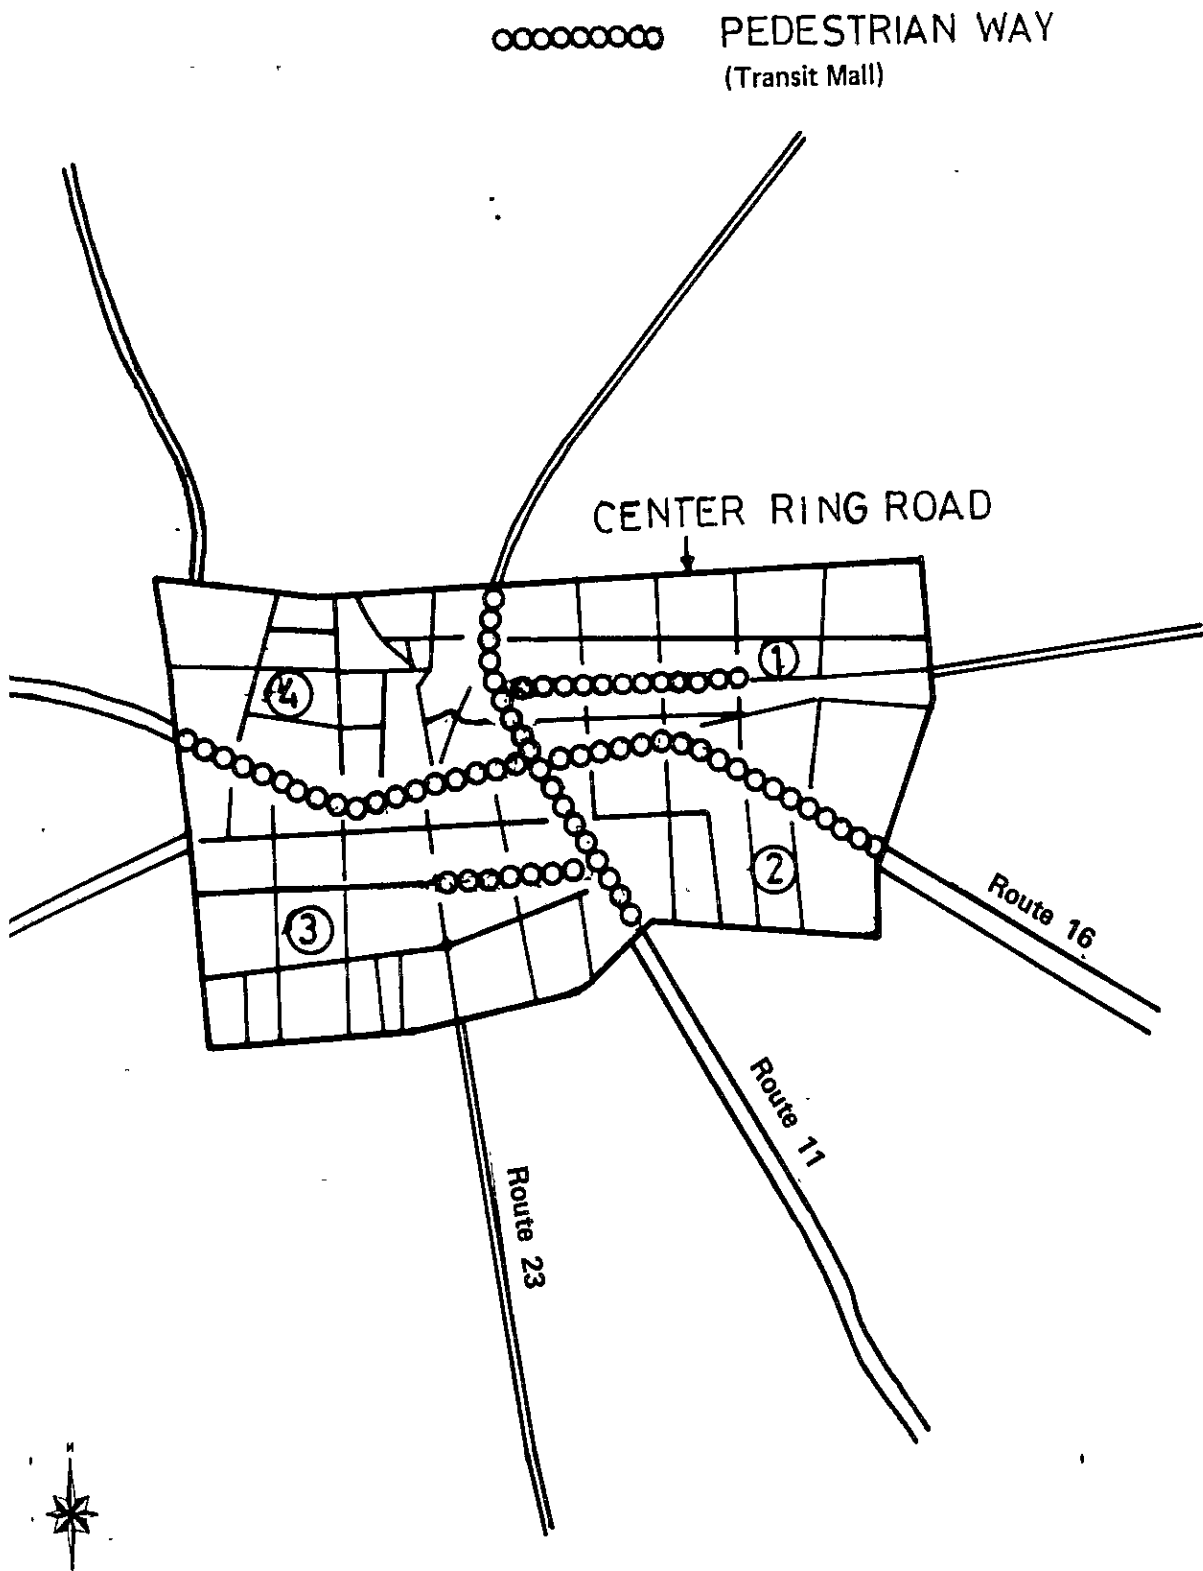 PEDESTRIAN WAY
(Transit Mall)
CENTER RING ROAD
1
4
2
3
Route 16
Route 11
Route 23
N